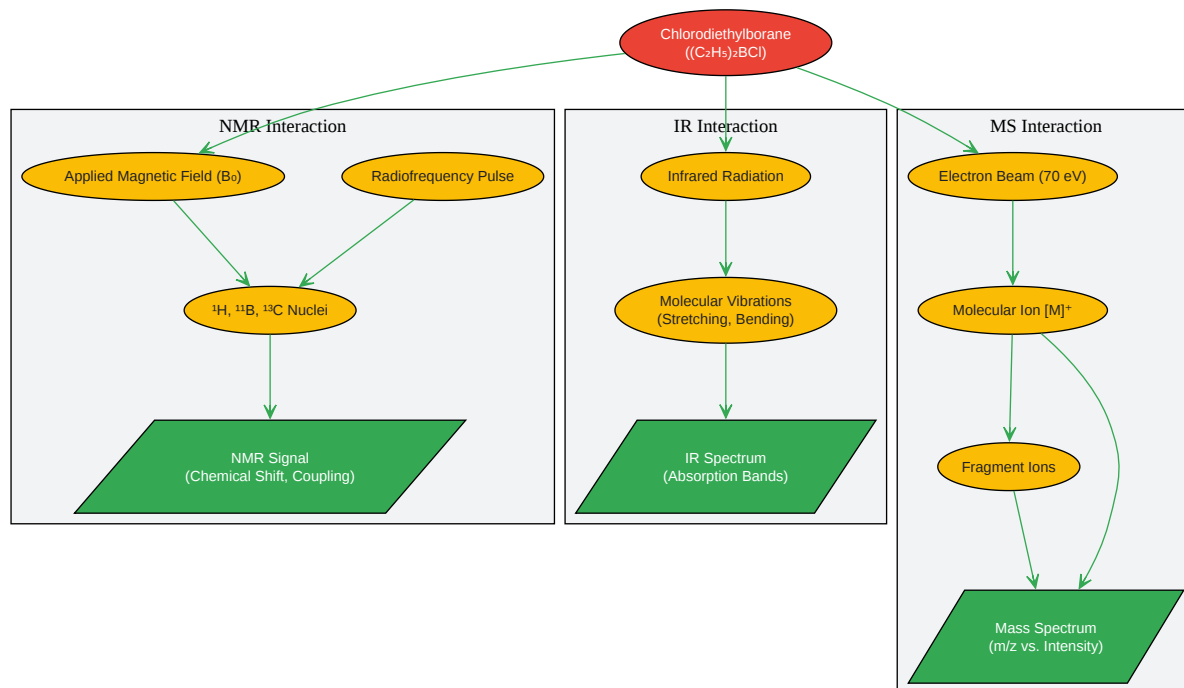 Chlorodiethylborane
((C₂H₅)₂BCl)
NMR Interaction
IR Interaction
MS Interaction
Applied Magnetic Field (B₀)
Radiofrequency Pulse
Infrared Radiation
Electron Beam (70 eV)
¹H, ¹¹B, ¹³C Nuclei
Molecular Vibrations
(Stretching, Bending)
Molecular Ion [M]⁺
NMR Signal
(Chemical Shift, Coupling)
IR Spectrum
(Absorption Bands)
Fragment Ions
Mass Spectrum
(m/z vs. Intensity)